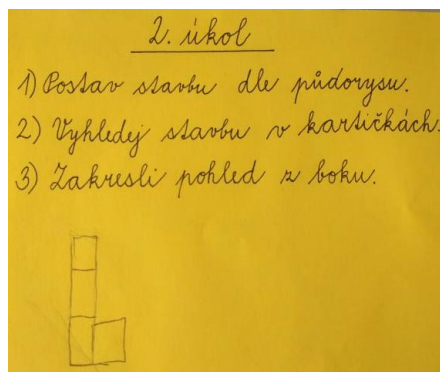 2. úkol
1) Postav stavbu dle půdorysu.
2) Vyhledej stavbu v kartičkách.
3) Zakresli pohled z boku.